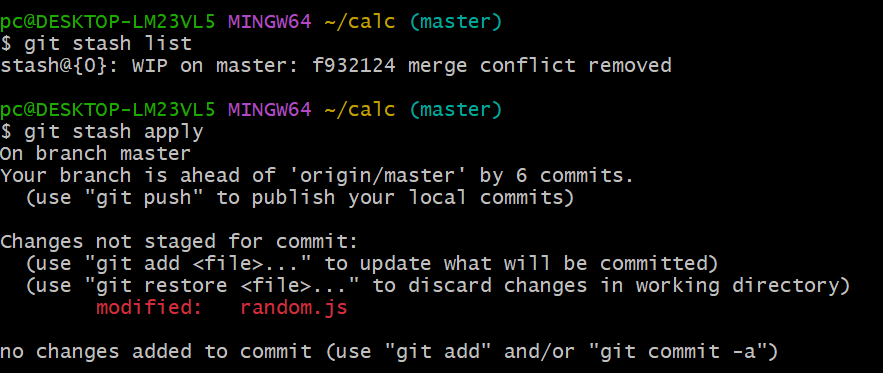 pc@DESKTOP-LM23VL5 MINGW64 ~/calc (master)
$ git stash list
stash@{0}: WIP on master: f932124 merge conflict removed
pc@DESKTOP-LM23VL5 MINGW64 ~/calc (master)
$ git stash apply
On branch master
Your branch is ahead of 'origin/master' by 6 commits.
  (use "git push" to publish your local commits)
Changes not staged for commit:
  (use "git add <file>..." to update what will be committed)
  (use "git restore <file>..." to discard changes in working directory)
        modified:   random.js
no changes added to commit (use "git add" and/or "git commit -a")